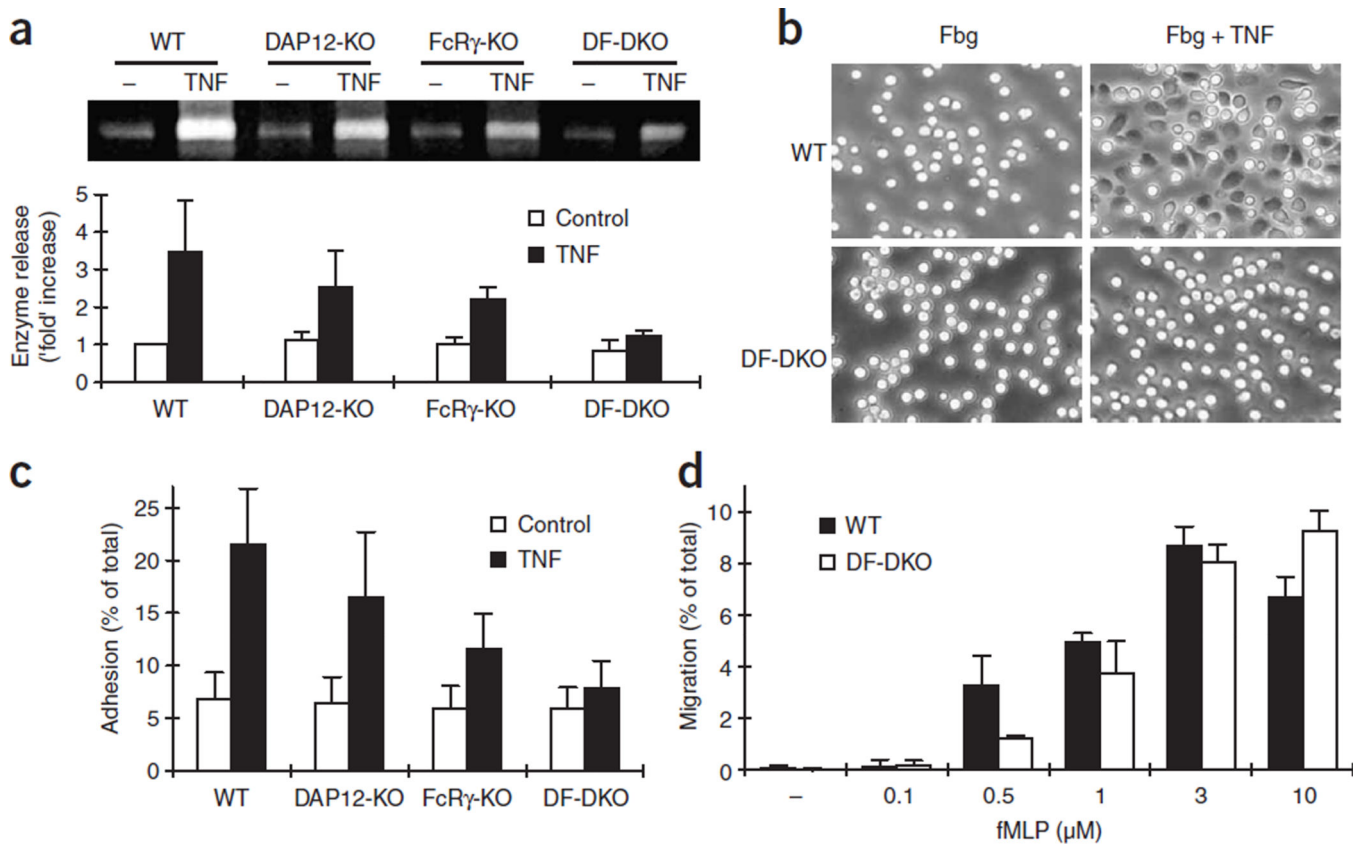 a
WT DAP12-KO FcRγ-KO DF-DKO
– TNF – TNF – TNF – TNF
Enzyme release
('fold' increase)
5
4
3
2
1
0
Control
TNF
WT DAP12-KO FcRγ-KO DF-DKO
b
Fbg Fbg + TNF
WT
DF-DKO
c
Adhesion (% of total)
25
20
15
10
5
0
Control
TNF
WT DAP12-KO FcRγ-KO DF-DKO
d
Migration (% of total)
10
8
6
4
2
0
WT
DF-DKO
– 0.1 0.5 1 3 10
fMLP (µM)